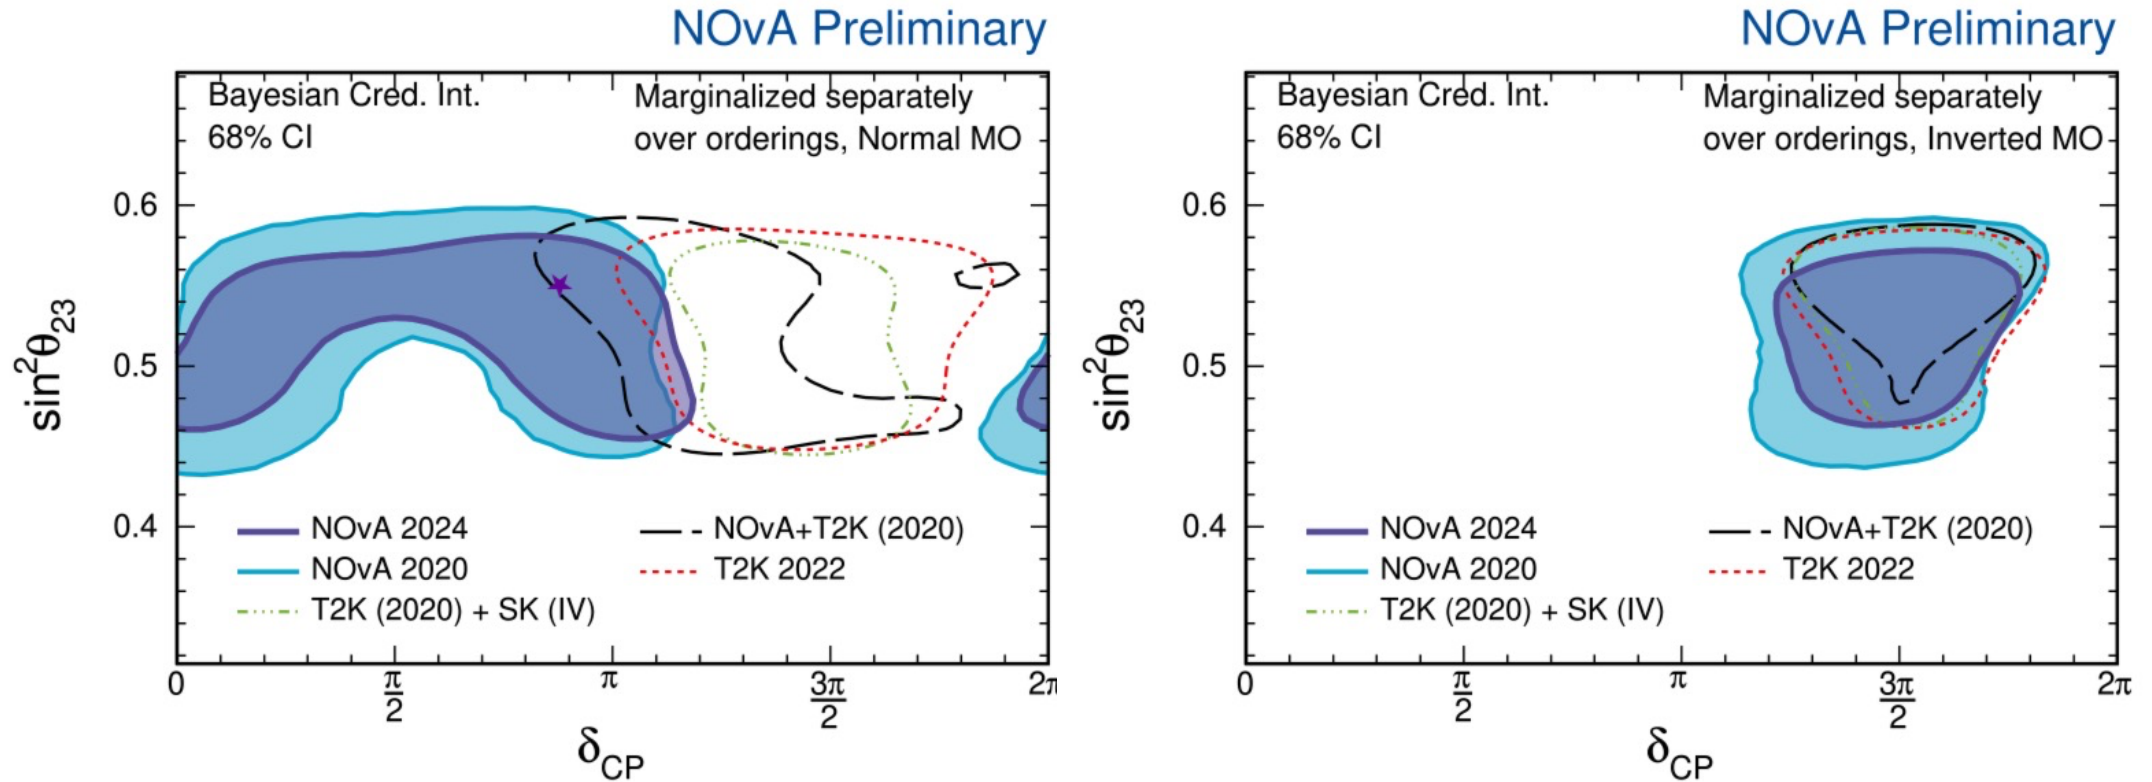 NOvA Preliminary
Bayesian Cred. Int.
68% CI
Marginalized separately
over orderings, Normal MO
0.6
0.5
0.4
sin²θ₂₃
NOvA 2024
NOvA 2020
T2K (2020) + SK (IV)
NOvA+T2K (2020)
T2K 2022
0
π/2
π
3π/2
2π
δCP
NOvA Preliminary
Bayesian Cred. Int.
68% CI
Marginalized separately
over orderings, Inverted MO
0.6
0.5
0.4
sin²θ₂₃
NOvA 2024
NOvA 2020
T2K (2020) + SK (IV)
NOvA+T2K (2020)
T2K 2022
0
π/2
π
3π/2
2π
δCP